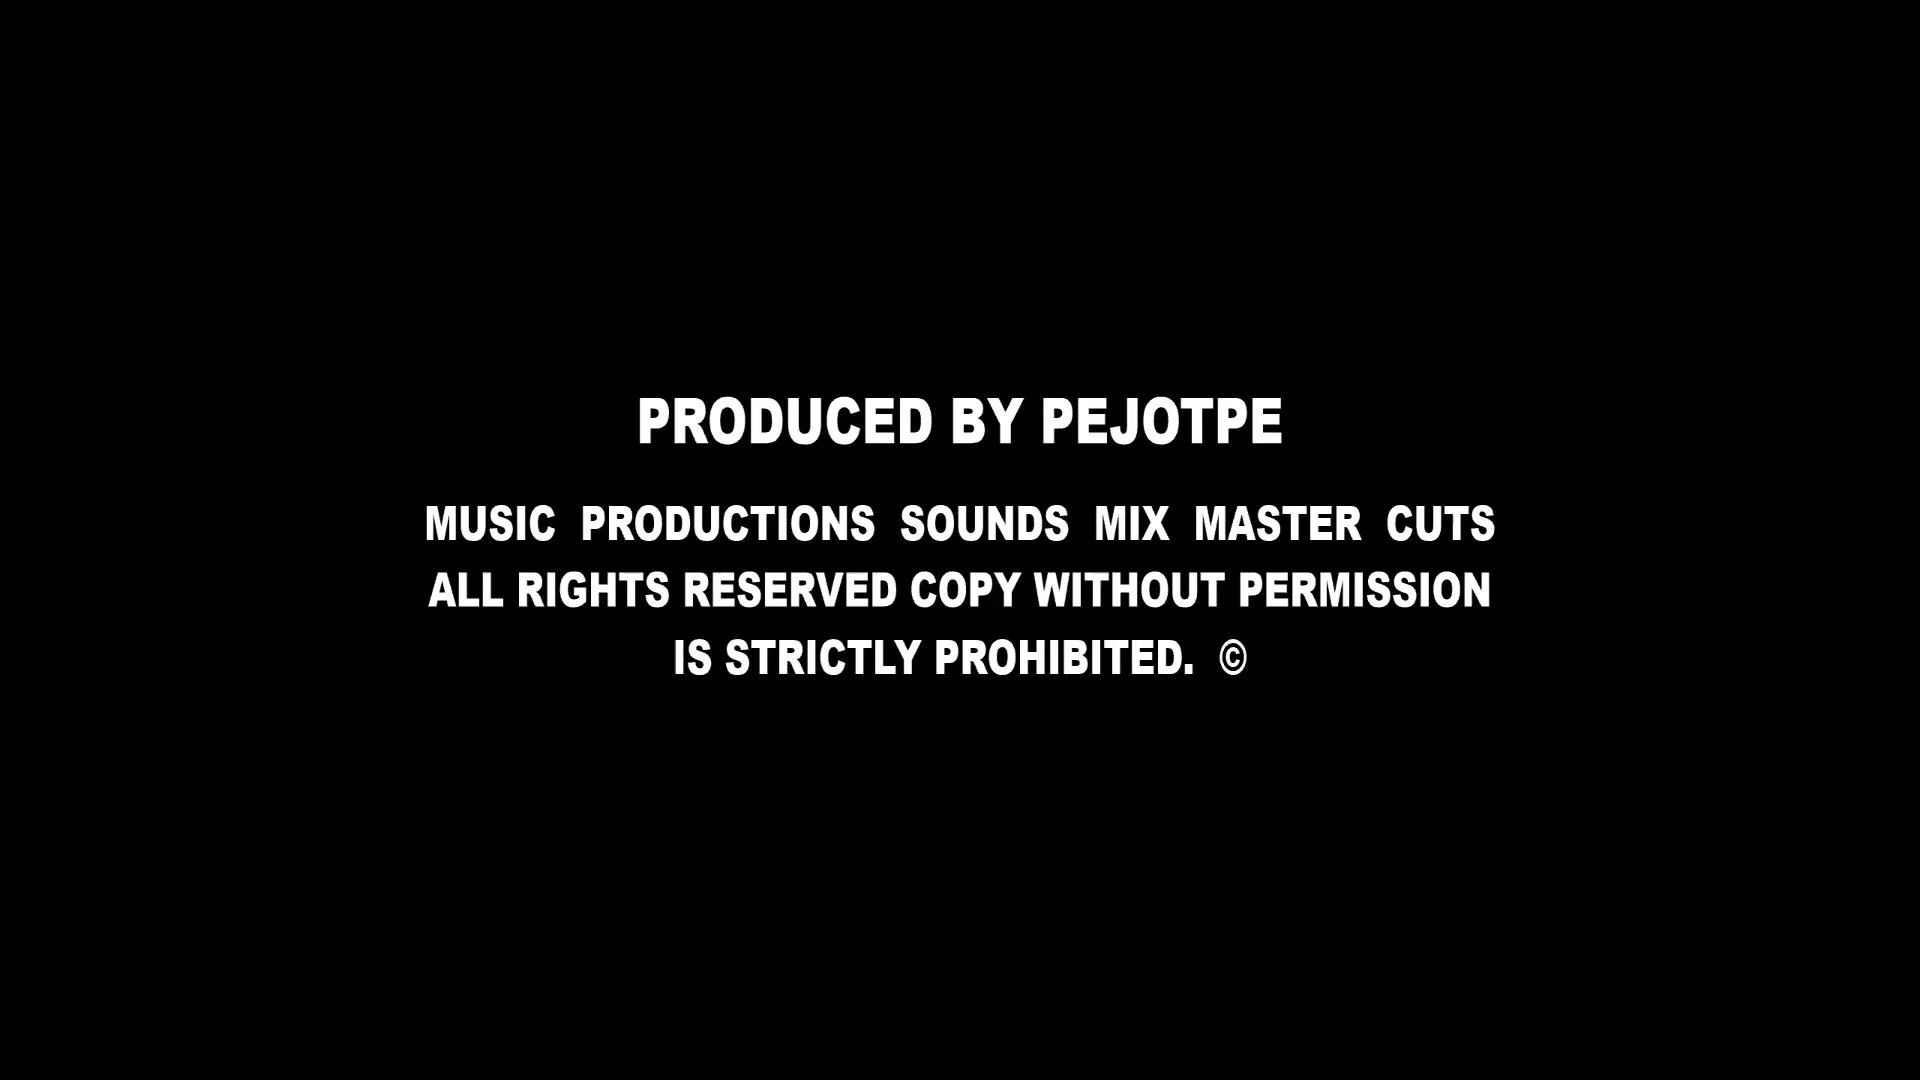 PRODUCED BY PEJOTPE
MUSIC PRODUCTIONS SOUNDS MIX MASTER CUTS
ALL RIGHTS RESERVED COPY WITHOUT PERMISSION
IS STRICTLY PROHIBITED. ©